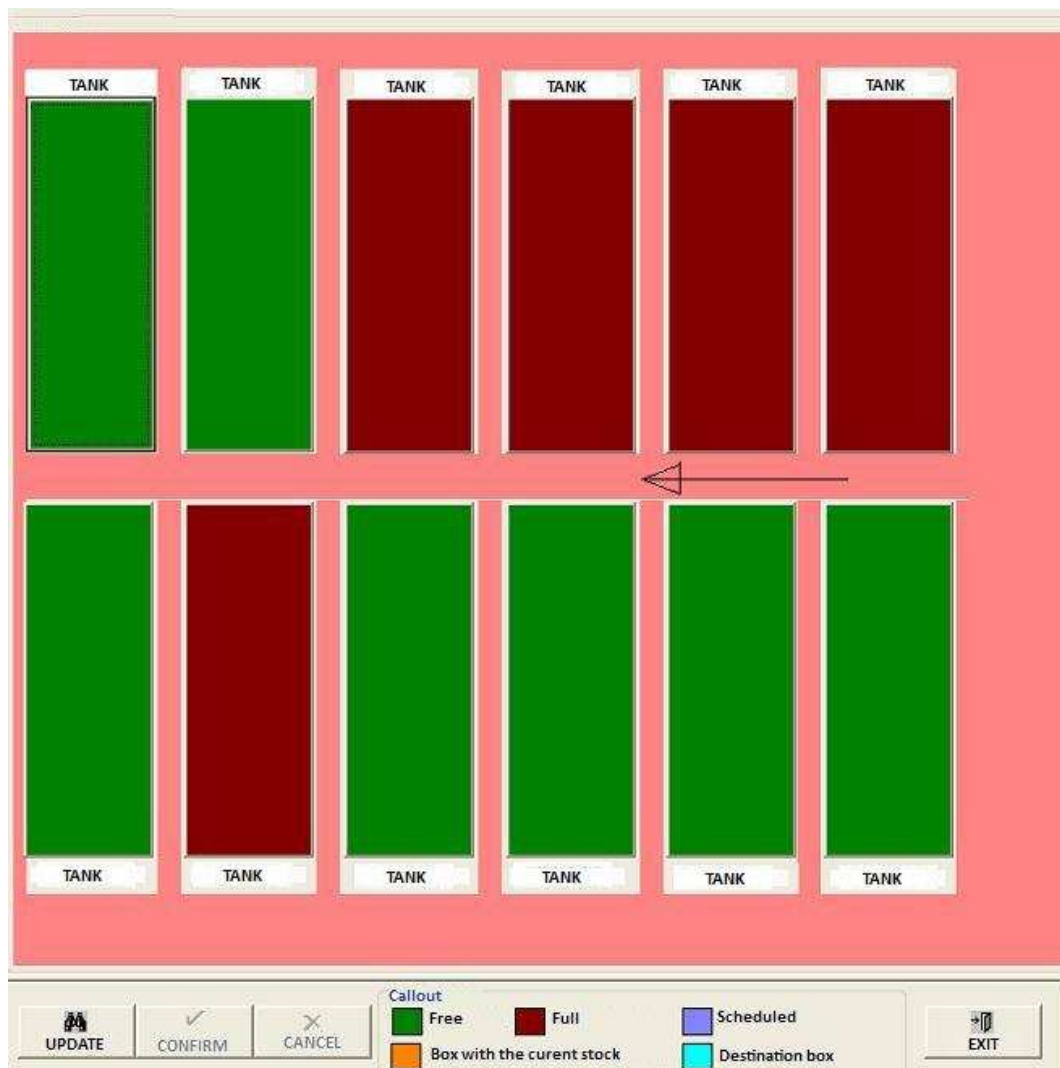 TANK TANK TANK TANK TANK TANK
TANK TANK TANK TANK TANK TANK
Callout
Free Full Scheduled
Box with the curent stock Destination box
UPDATE CONFIRM CANCEL EXIT